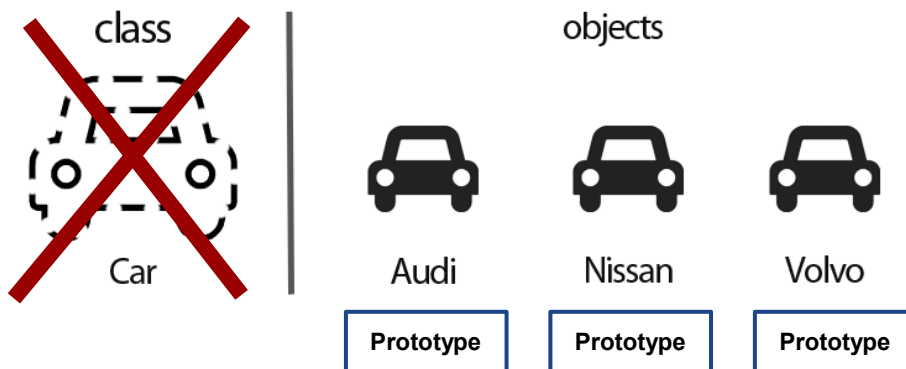 class
objects
Car
Audi
Nissan
Volvo
Prototype
Prototype
Prototype